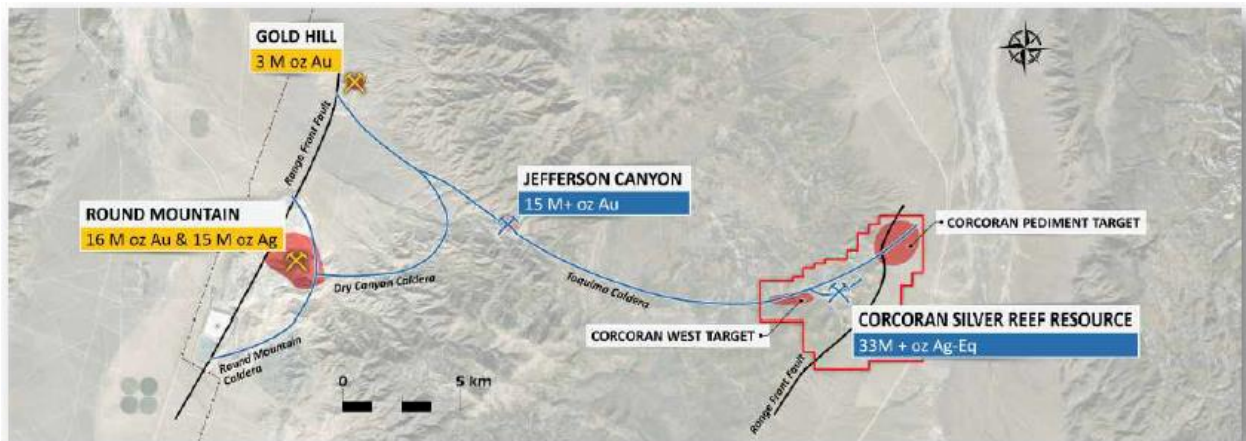 GOLD HILL
3 M oz Au
Range Front Fault
JEFFERSON CANYON
15 M+ oz Au
ROUND MOUNTAIN
16 M oz Au & 15 M oz Ag
CORCORAN PEDIMENT TARGET
Dry Canyon Caldera
Toquima Caldera
CORCORAN WEST TARGET
CORCORAN SILVER REEF RESOURCE
33M + oz Ag-Eq
Round Mountain
Caldera
0 5 km
Range Front Fault